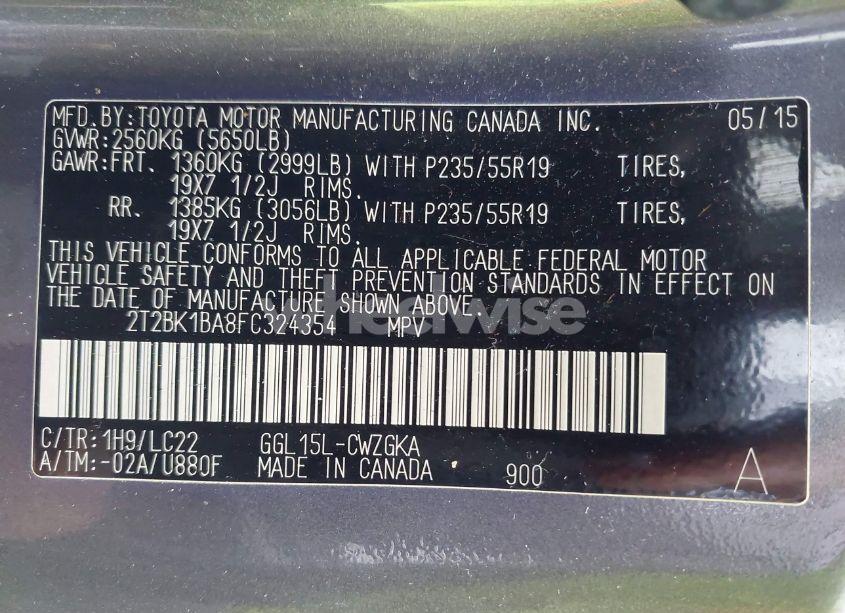 MFD.BY:TOYOTA MOTOR MANUFACTURING CANADA INC. 05/15
GVWR:2560KG (5650LB)
GAWR:FRT. 1360KG (2999LB) WITH P235/55R19 TIRES,
19X7 1/2J RIMS.
RR. 1385KG (3056LB) WITH P235/55R19 TIRES,
19X7 1/2J RIMS.
THIS VEHICLE CONFORMS TO ALL APPLICABLE FEDERAL MOTOR
VEHICLE SAFETY AND THEFT PREVENTION STANDARDS IN EFFECT ON
THE DATE OF MANUFACTURE SHOWN ABOVE.
2T2BK1BA8FC324354 MPV
C/TR:1H9/LC22 GGL15L-CWZGKA
A/TM:-02A/U880F MADE IN CANADA 900 A